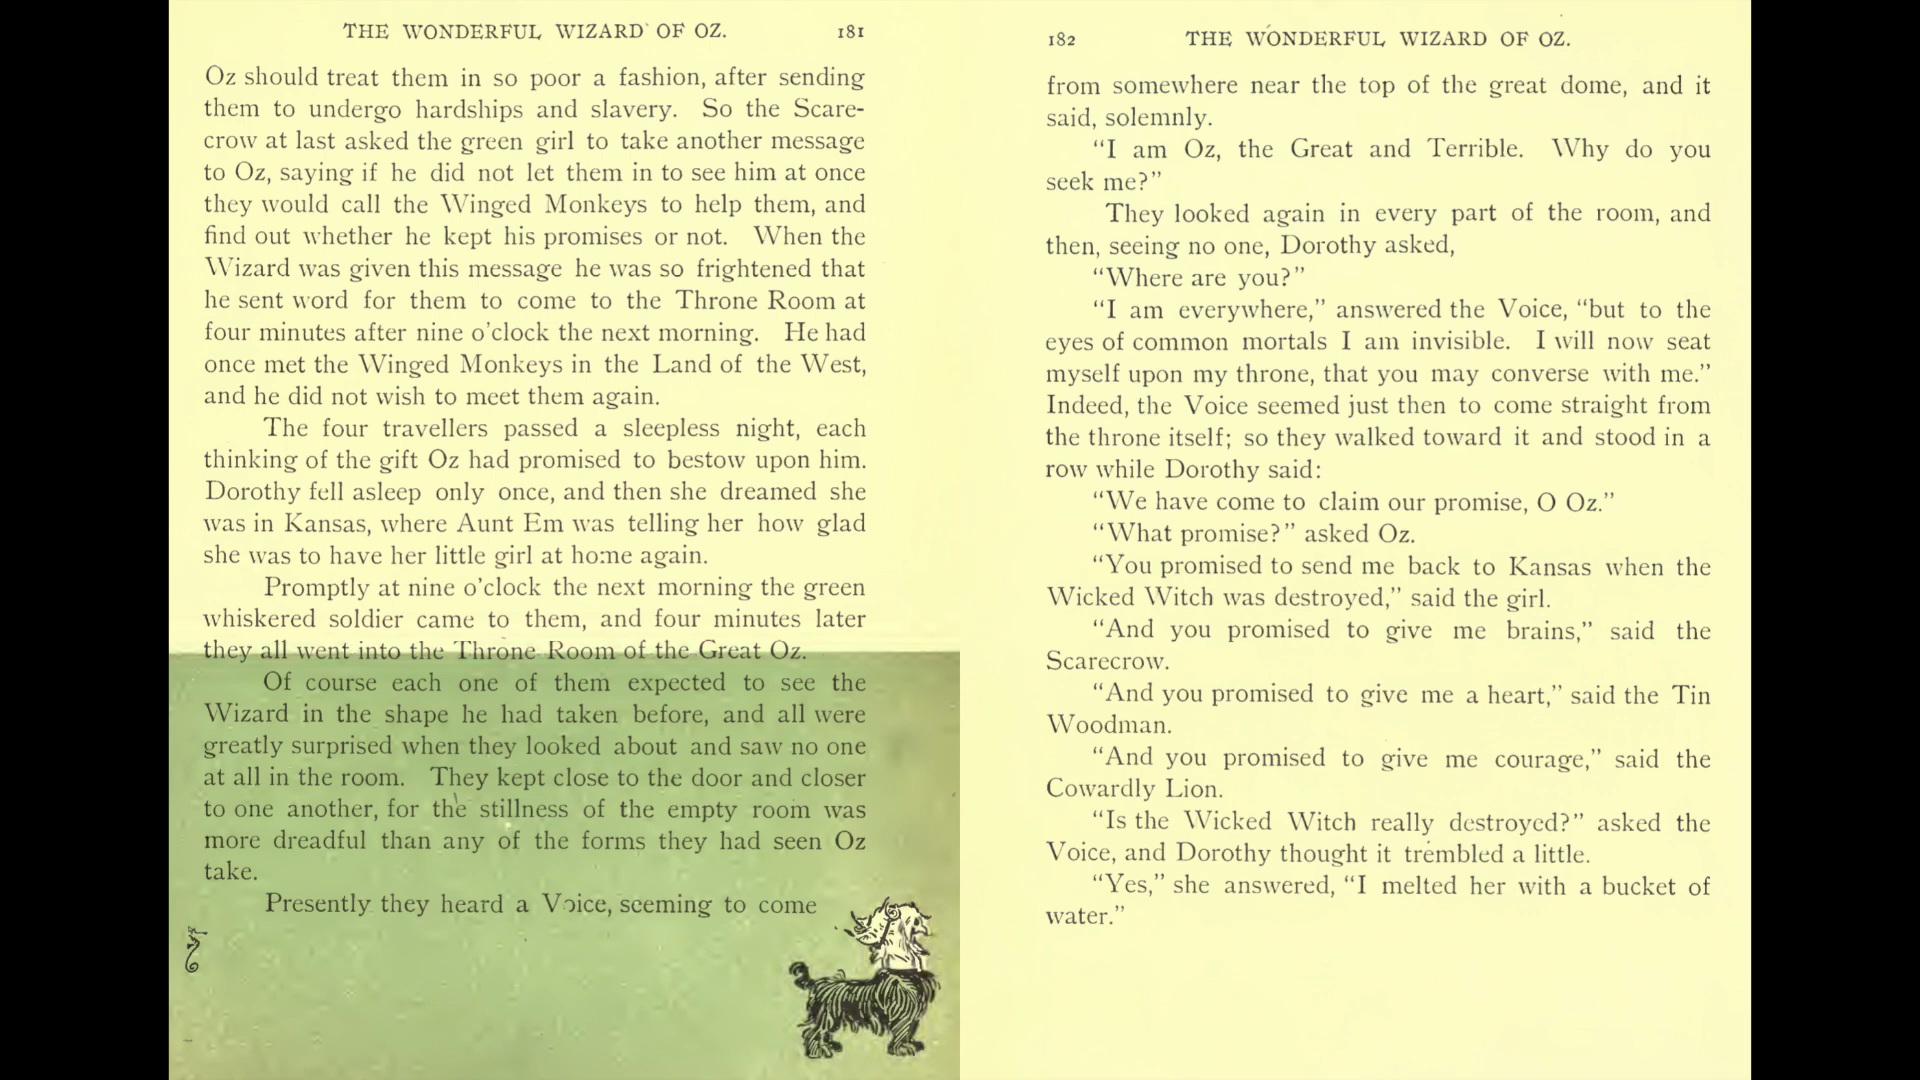 THE WONDERFUL WIZARD OF OZ. 181
Oz should treat them in so poor a fashion, after sending
them to undergo hardships and slavery. So the Scare-
crow at last asked the green girl to take another message
to Oz, saying if he did not let them in to see him at once
they would call the Winged Monkeys to help them, and
find out whether he kept his promises or not. When the
Wizard was given this message he was so frightened that
he sent word for them to come to the Throne Room at
four minutes after nine o'clock the next morning. He had
once met the Winged Monkeys in the Land of the West,
and he did not wish to meet them again.
The four travellers passed a sleepless night, each
thinking of the gift Oz had promised to bestow upon him.
Dorothy fell asleep only once, and then she dreamed she
was in Kansas, where Aunt Em was telling her how glad
she was to have her little girl at home again.
Promptly at nine o'clock the next morning the green
whiskered soldier came to them, and four minutes later
they all went into the Throne Room of the Great Oz.
Of course each one of them expected to see the
Wizard in the shape he had taken before, and all were
greatly surprised when they looked about and saw no one
at all in the room. They kept close to the door and closer
to one another, for the stillness of the empty room was
more dreadful than any of the forms they had seen Oz
take.
Presently they heard a Voice, seeming to come
182 THE WONDERFUL WIZARD OF OZ.
from somewhere near the top of the great dome, and it
said, solemnly.
"I am Oz, the Great and Terrible. Why do you
seek me?"
They looked again in every part of the room, and
then, seeing no one, Dorothy asked,
"Where are you?"
"I am everywhere," answered the Voice, "but to the
eyes of common mortals I am invisible. I will now seat
myself upon my throne, that you may converse with me."
Indeed, the Voice seemed just then to come straight from
the throne itself; so they walked toward it and stood in a
row while Dorothy said:
"We have come to claim our promise, O Oz."
"What promise?" asked Oz.
"You promised to send me back to Kansas when the
Wicked Witch was destroyed," said the girl.
"And you promised to give me brains," said the
Scarecrow.
"And you promised to give me a heart," said the Tin
Woodman.
"And you promised to give me courage," said the
Cowardly Lion.
"Is the Wicked Witch really destroyed?" asked the
Voice, and Dorothy thought it trembled a little.
"Yes," she answered, "I melted her with a bucket of
water."